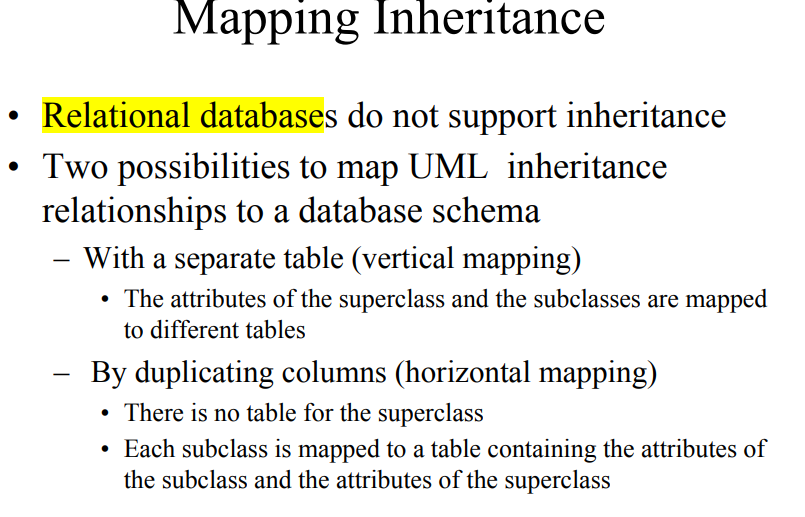 Mapping Inheritance
• Relational databases do not support inheritance
• Two possibilities to map UML inheritance
relationships to a database schema
– With a separate table (vertical mapping)
• The attributes of the superclass and the subclasses are mapped
to different tables
– By duplicating columns (horizontal mapping)
• There is no table for the superclass
• Each subclass is mapped to a table containing the attributes of
the subclass and the attributes of the superclass